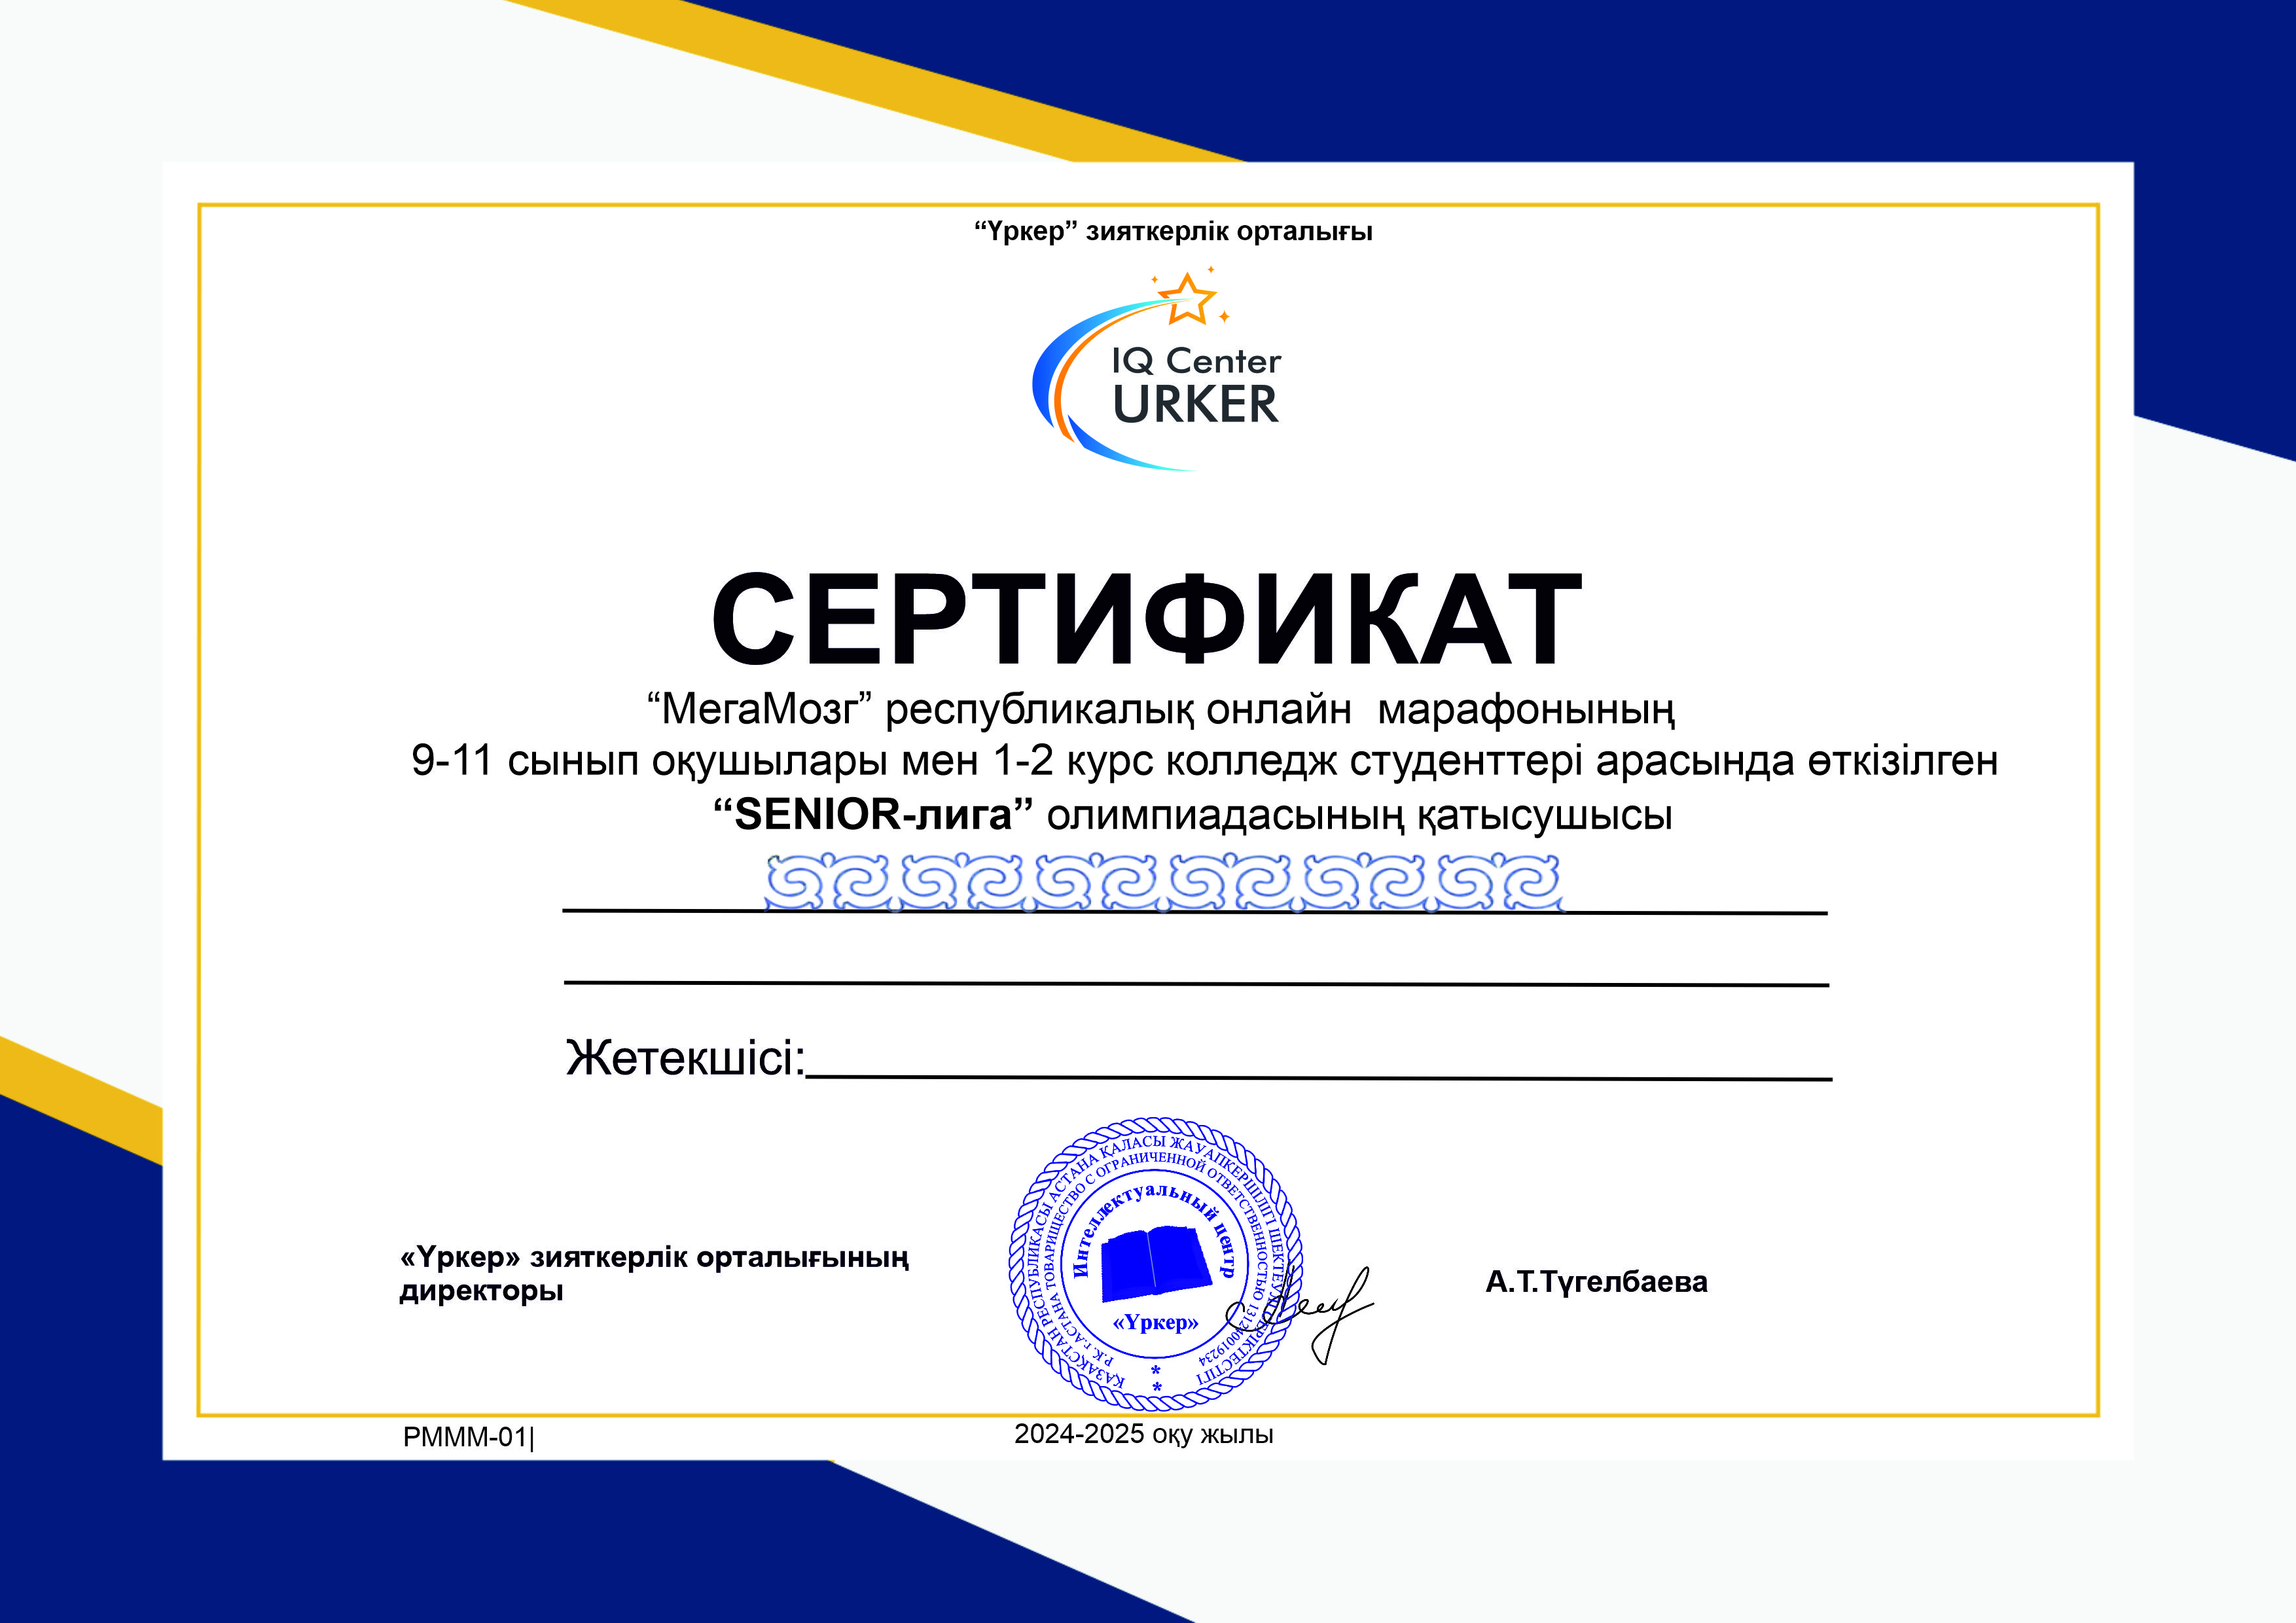 “Үркер” зияткерлік орталығы
IQ Center
URKER
СЕРТИФИКАТ
“МегаМозг” республикалық онлайн  марафонының
9-11 сынып оқушылары мен 1-2 курс колледж студенттері арасында өткізілген
“SENIOR-лига” олимпиадасының қатысушысы
Жетекшісі:
ҚАЗАҚСТАН РЕСПУБЛИКАСЫ АСТАНА ҚАЛАСЫ ЖАУАПКЕРШІЛІГІ ШЕКТЕУЛІ СЕРІКТЕСТІГІ
Р.К. Г.АСТАНА ТОВАРИЩЕСТВО С ОГРАНИЧЕННОЙ ОТВЕТСТВЕННОСТЬЮ
Интеллектуальный центр
«Үркер»
«Үркер» зияткерлік орталығының
директоры
А.Т.Түгелбаева
РМММ-01|
2024-2025 оқу жылы